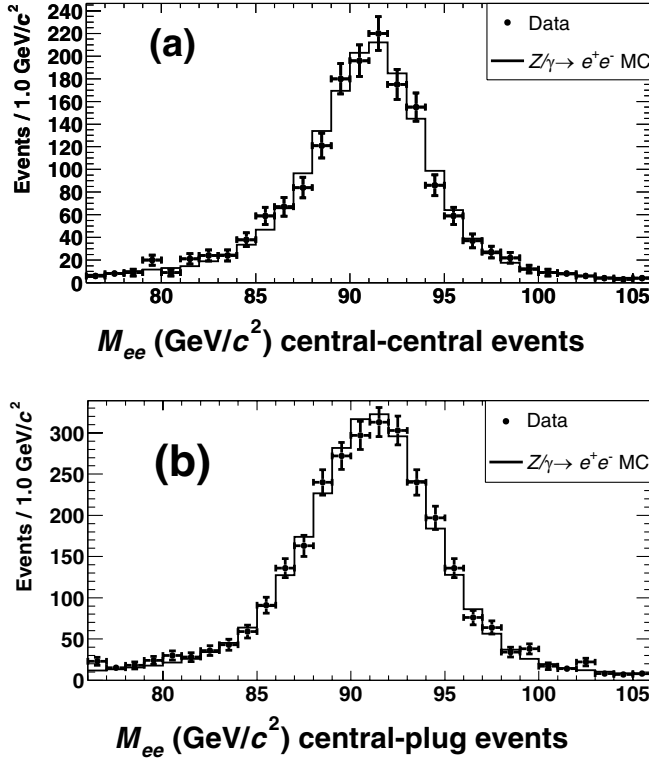 240
220
200
180
160
140
120
100
80
60
40
20
0
Events / 1.0 GeV/c²
(a)
Data
Z/γ→ e⁺e⁻ MC
80 85 90 95 100 105
M_ee (GeV/c²) central-central events
300
250
200
150
100
50
0
Events / 1.0 GeV/c²
(b)
Data
Z/γ→ e⁺e⁻ MC
80 85 90 95 100 105
M_ee (GeV/c²) central-plug events